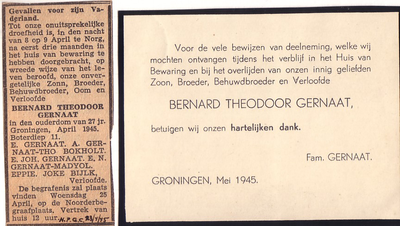 Gevallen voor zijn Va-
derland.
Tot onze onuitsprekelijke
droefheid is, in den nacht
van 8 op 9 April te Norg,
na eerst drie maanden in
het huis van bewaring te
hebben doorgebracht, op
wreede wijze van het le-
ven beroofd, onze onver-
getelijke Zoon, Broeder,
Behuwdbroeder, Oom en
Verloofde
BERNARD THEODOOR
GERNAAT
in den ouderdom van 27 jr.
Groningen, April 1945.
Boterdiep 11.
E. GERNAAT. A. GER-
NAAT-THO BOKHOLT.
E. JOH. GERNAAT. E. N.
GERNAAT-MADYOL.
EPPIE. JOKE BIJLK,
Verloofde.
De begrafenis zal plaats
vinden Woensdag 25
April, op de Noorderbe-
graafplaats. Vertrek van
huis 12 uur.
Voor de vele bewijzen van deelneming, welke wij
mochten ontvangen tijdens het verblijf in het Huis van
Bewaring en bij het overlijden van onzen innig geliefden
Zoon, Broeder, Behuwdbroeder en Verloofde
BERNARD THEODOOR GERNAAT,
betuigen wij onzen hartelijken dank.
Fam. GERNAAT.
GRONINGEN, Mei 1945.